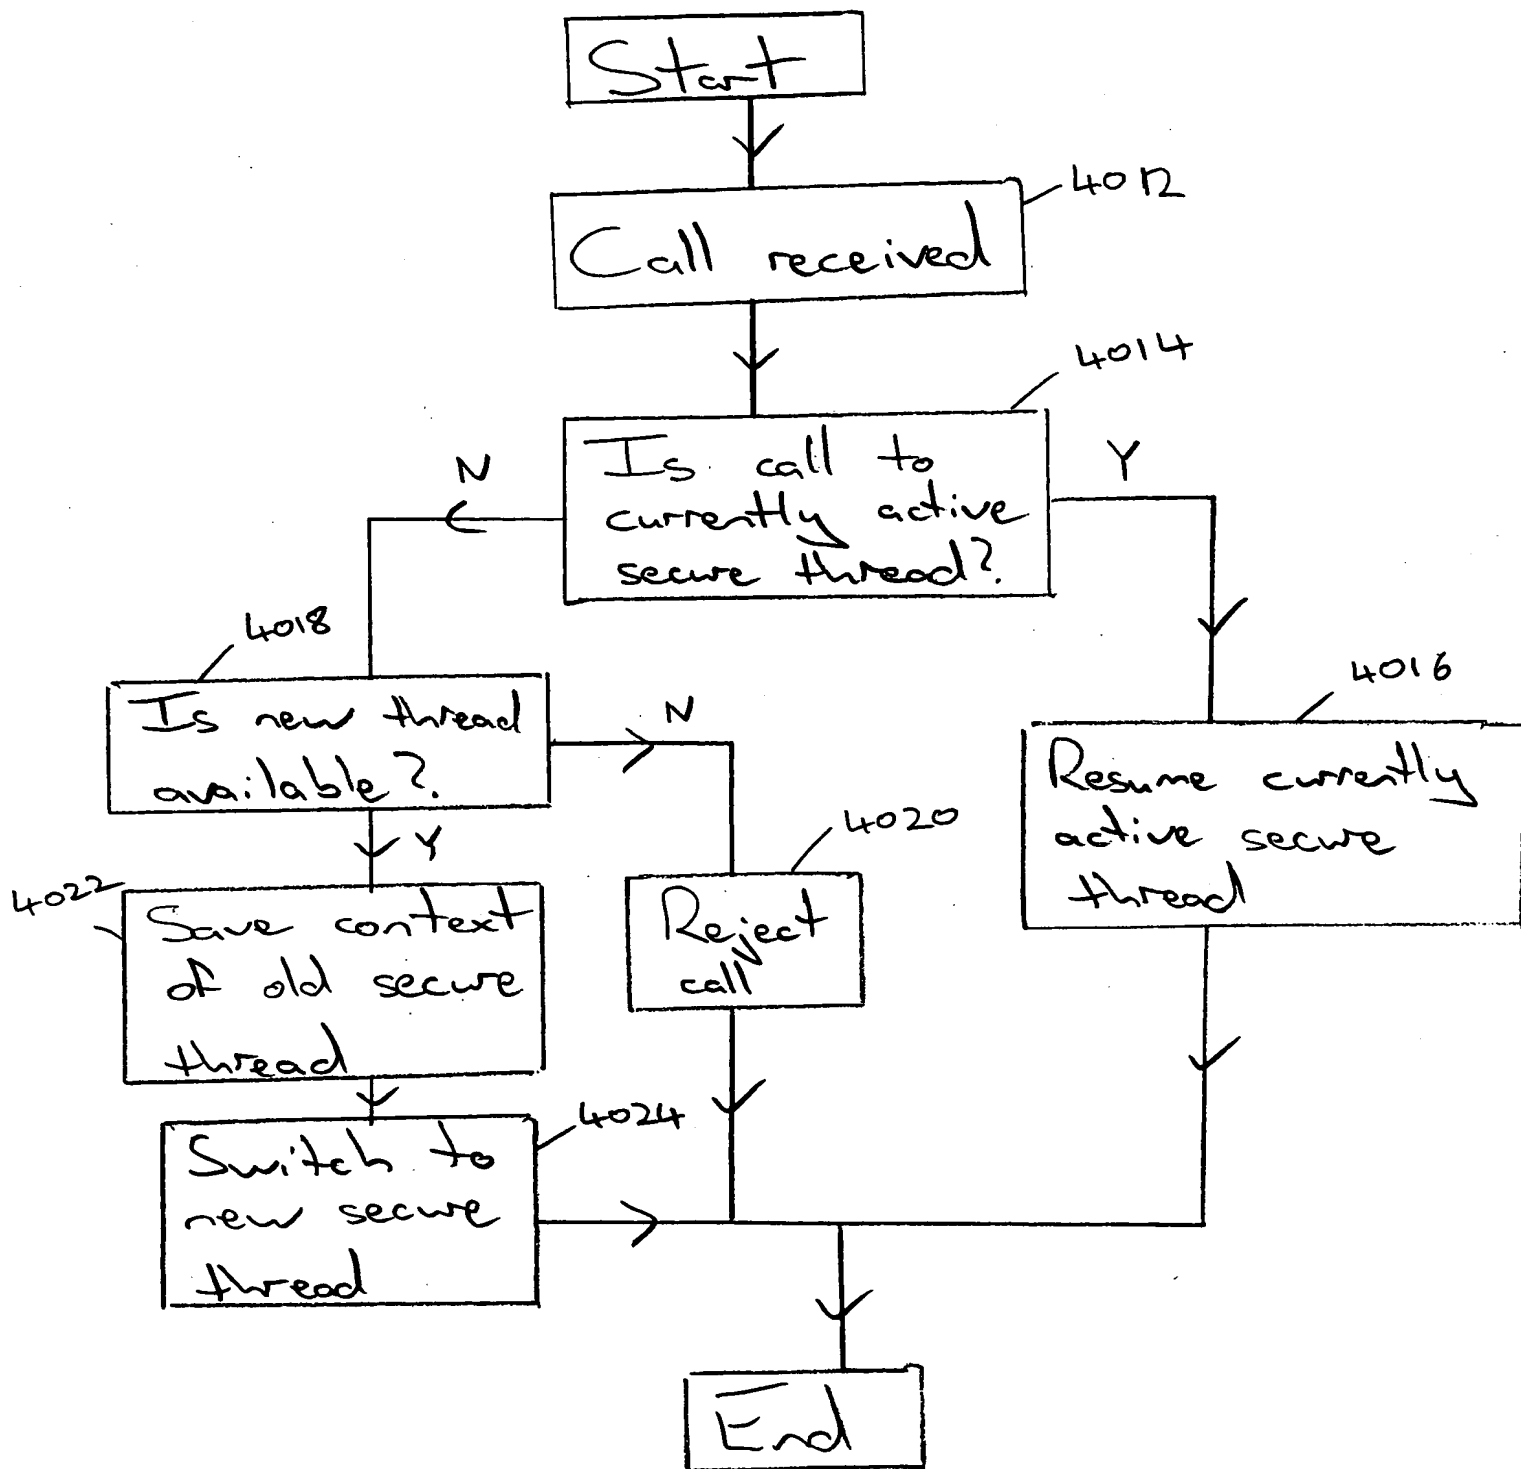 Start
4012
Call received
4014
N
Is call to
Y
currently active
secure thread?
4018
4016
Is new thread
N
available?
Resume currently
active secure
thread
4020
Y
4022
Save context
of old secure
thread
Reject
call
4024
Switch to
new secure
thread
End